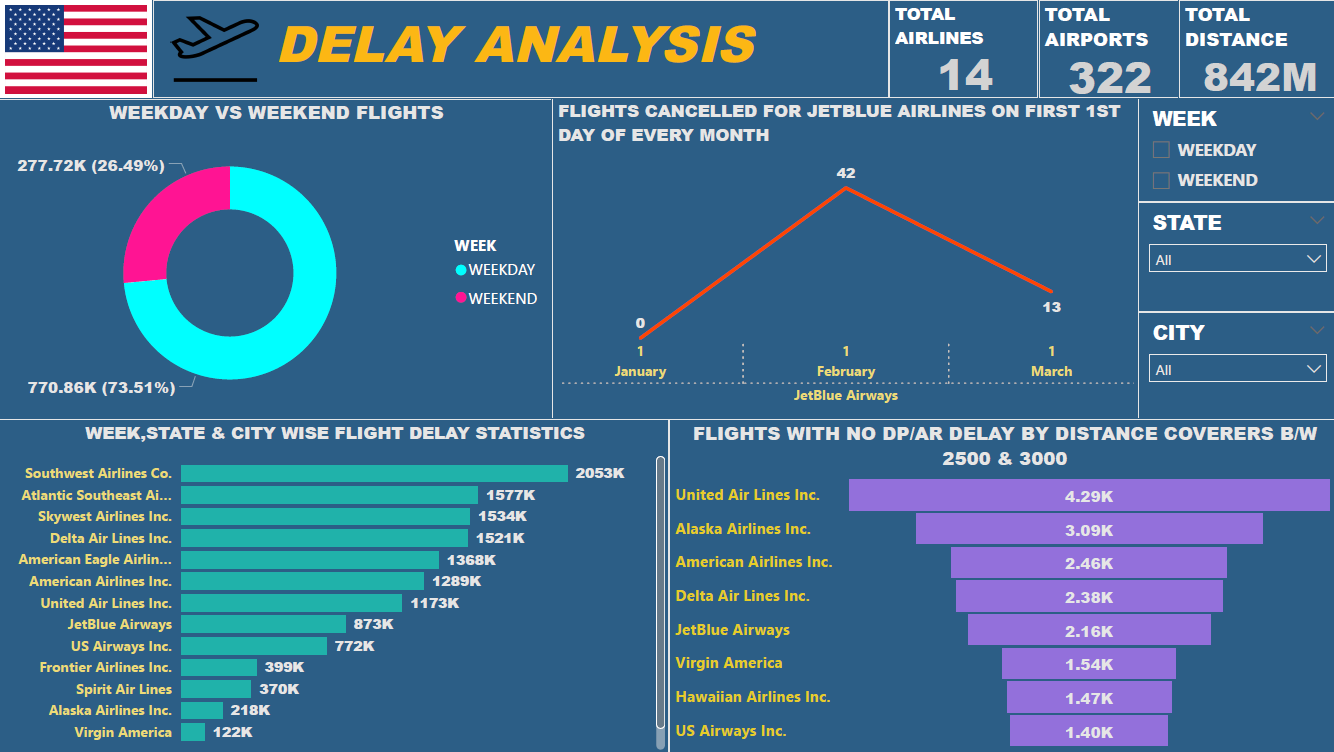 DELAY ANALYSIS
TOTAL
AIRLINES
14
TOTAL
AIRPORTS
322
TOTAL
DISTANCE
842M
WEEKDAY VS WEEKEND FLIGHTS
277.72K (26.49%)
770.86K (73.51%)
WEEK
WEEKDAY
WEEKEND
FLIGHTS CANCELLED FOR JETBLUE AIRLINES ON FIRST 1ST
DAY OF EVERY MONTH
42
0
13
1
1
1
January
February
March
JetBlue Airways
WEEK
WEEKDAY
WEEKEND
STATE
All
CITY
All
WEEK,STATE & CITY WISE FLIGHT DELAY STATISTICS
Southwest Airlines Co. 2053K
Atlantic Southeast Ai... 1577K
Skywest Airlines Inc. 1534K
Delta Air Lines Inc. 1521K
American Eagle Airlin... 1368K
American Airlines Inc. 1289K
United Air Lines Inc. 1173K
JetBlue Airways 873K
US Airways Inc. 772K
Frontier Airlines Inc. 399K
Spirit Air Lines 370K
Alaska Airlines Inc. 218K
Virgin America 122K
FLIGHTS WITH NO DP/AR DELAY BY DISTANCE COVERERS B/W
2500 & 3000
United Air Lines Inc. 4.29K
Alaska Airlines Inc. 3.09K
American Airlines Inc. 2.46K
Delta Air Lines Inc. 2.38K
JetBlue Airways 2.16K
Virgin America 1.54K
Hawaiian Airlines Inc. 1.47K
US Airways Inc. 1.40K